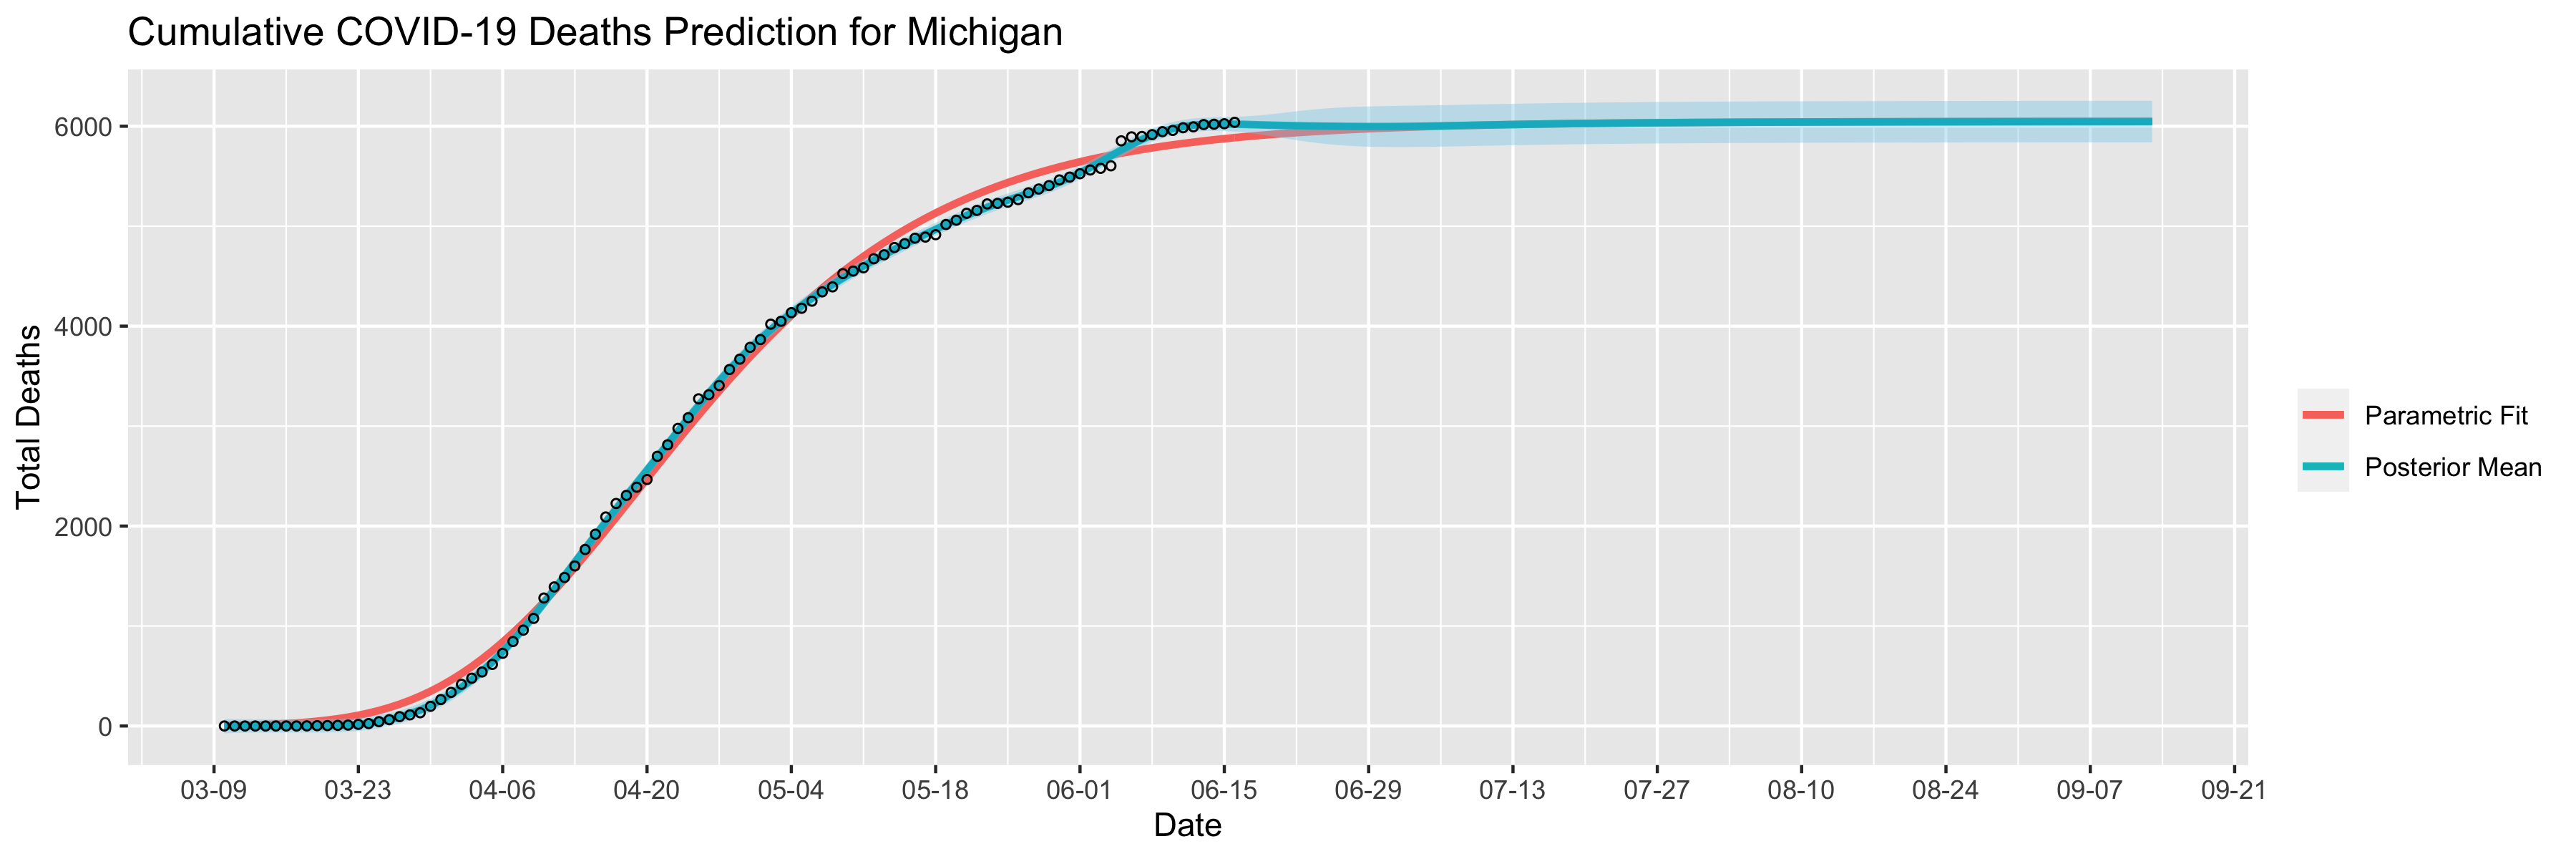 Cumulative COVID-19 Deaths Prediction for Michigan
Total Deaths
6000
4000
2000
0
03-09 03-23 04-06 04-20 05-04 05-18 06-01 06-15 06-29 07-13 07-27 08-10 08-24 09-07 09-21
Date
Parametric Fit
Posterior Mean